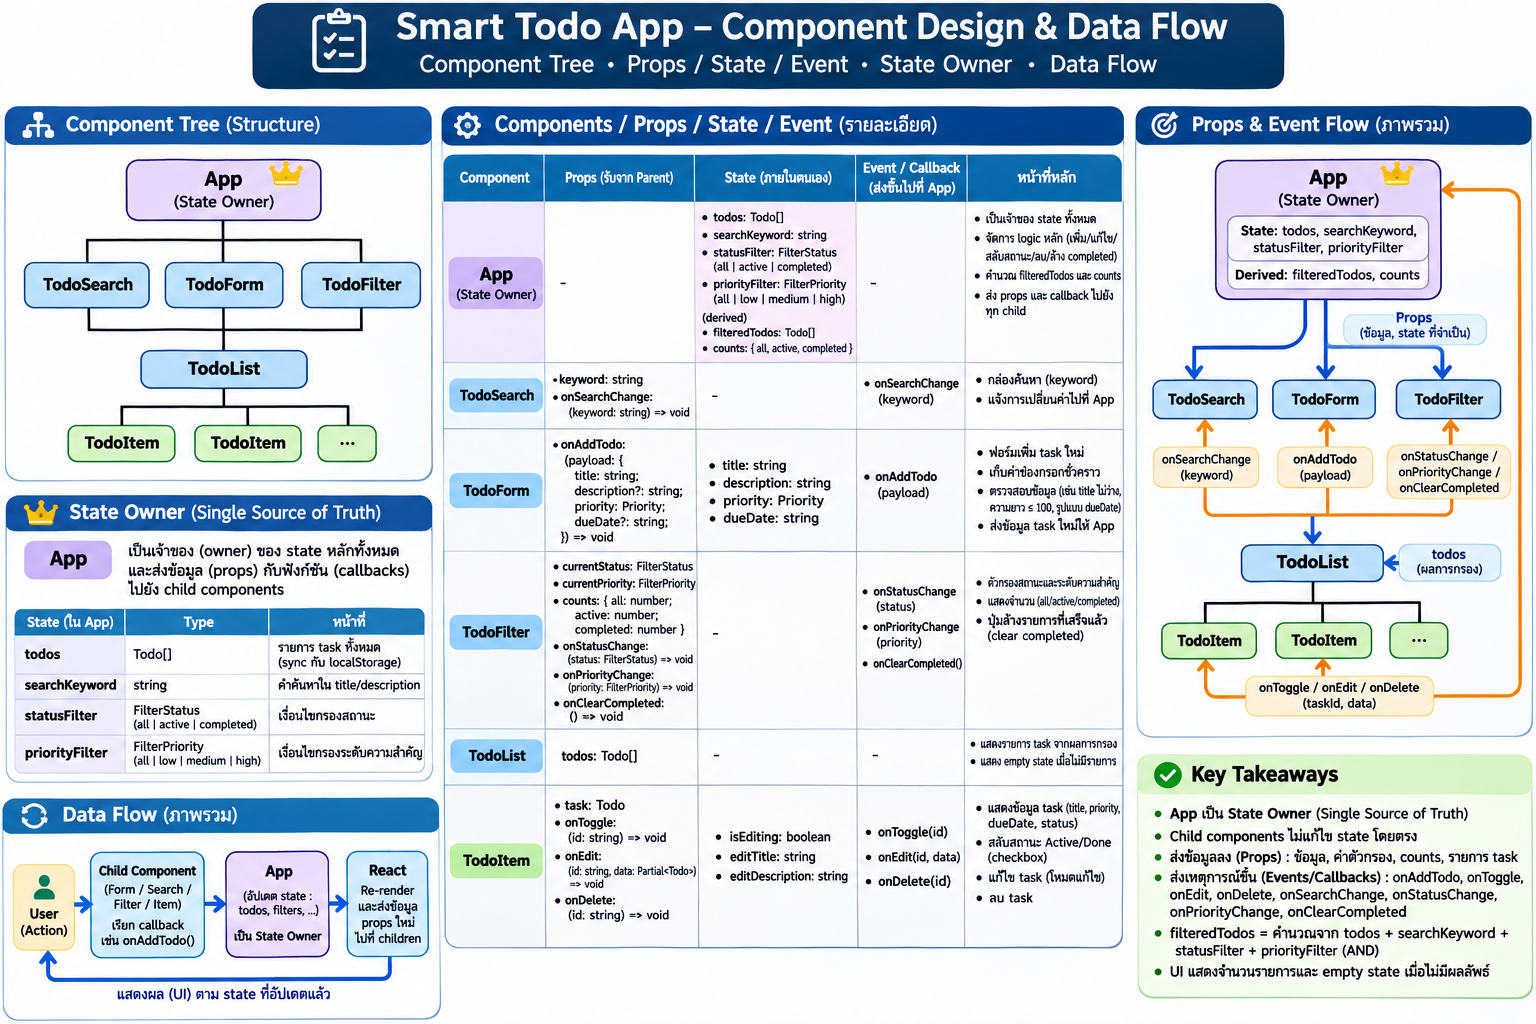 Smart Todo App – Component Design & Data Flow
Component Tree • Props / State / Event • State Owner • Data Flow
Component Tree (Structure)
App
(State Owner)
TodoSearch
TodoForm
TodoFilter
TodoList
TodoItem
TodoItem
...
State Owner (Single Source of Truth)
App
เป็นเจ้าของ (owner) ของ state หลักทั้งหมด
และส่งข้อมูล (props) กับฟังก์ชัน (callbacks)
ไปยัง child components
State (ใน App)
Type
หน้าที่
todos
Todo[]
รายการ task ทั้งหมด
(sync กับ localStorage)
searchKeyword
string
คำค้นหาใน title/description
statusFilter
FilterStatus
(all | active | completed)
เงื่อนไขกรองสถานะ
priorityFilter
FilterPriority
(all | low | medium | high)
เงื่อนไขกรองระดับความสำคัญ
Data Flow (ภาพรวม)
User
(Action)
Child Component
(Form / Search /
Filter / Item)
เรียก callback
เช่น onAddTodo()
App
(อัปเดต state :
todos, filters, ...)
เป็น State Owner
React
Re-render
และส่งข้อมูล
props ใหม่
ไปที่ children
แสดงผล (UI) ตาม state ที่อัปเดตแล้ว
Components / Props / State / Event (รายละเอียด)
Component
Props (รับจาก Parent)
State (ภายในตนเอง)
Event / Callback
(ส่งขึ้นไปที่ App)
หน้าที่หลัก
App
(State Owner)
–
• todos: Todo[]
• searchKeyword: string
• statusFilter: FilterStatus
(all | active | completed)
• priorityFilter: FilterPriority
(all | low | medium | high)
(derived)
• filteredTodos: Todo[]
• counts: { all, active, completed }
–
• เป็นเจ้าของ state ทั้งหมด
• จัดการ logic หลัก (เพิ่ม/แก้ไข/
สลับสถานะ/au/ล้าง completed)
• คำนวณ filteredTodos และ counts
• ส่ง props และ callback ไปยัง
ทุก child
TodoSearch
• keyword: string
• onSearchChange:
(keyword: string) => void
–
• onSearchChange
(keyword)
• กล่องค้นหา (keyword)
• แจ้งการเปลี่ยนค่าไปที่ App
TodoForm
• onAddTodo:
(payload: {
title: string;
description?: string;
priority: Priority;
dueDate?: string;
}) => void
• title: string
• description: string
• priority: Priority
• dueDate: string
• onAddTodo
(payload)
• ฟอร์มเพิ่ม task ใหม่
• เก็บค่าช่องกรอกชั่วคราว
• ตรวจสอบข้อมูล (เช่น title ไม่ว่าง,
ความยาว ≤ 100, รูปแบบ dueDate)
• ส่งข้อมูล task ใหม่ให้ App
TodoFilter
• currentStatus: FilterStatus
• currentPriority: FilterPriority
• counts: { all: number;
active: number;
completed: number }
• onStatusChange:
(status: FilterStatus) => void
• onPriorityChange:
(priority: FilterPriority) => void
• onClearCompleted:
() => void
–
• onStatusChange
(status)
• onPriorityChange
(priority)
• onClearCompleted()
• ตัวกรองสถานะและระดับความสำคัญ
• แสดงจำนวน (all/active/completed)
• ปุ่มล้างรายการที่เสร็จแล้ว
(clear completed)
TodoList
todos: Todo[]
–
–
• แสดงรายการ task จากผลการกรอง
• แสดง empty state เมื่อไม่มีรายการ
TodoItem
• task: Todo
• onToggle:
(id: string) => void
• onEdit:
(id: string, data: Partial<Todo>)
=> void
• onDelete:
(id: string) => void
• isEditing: boolean
• editTitle: string
• editDescription: string
• onToggle(id)
• onEdit(id, data)
• onDelete(id)
• แสดงข้อมูล task (title, priority,
dueDate, status)
• สลับสถานะ Active/Done
(checkbox)
• แก้ไข task (โหมดแก้ไข)
• ลบ task
Props & Event Flow (ภาพรวม)
App
(State Owner)
State: todos, searchKeyword,
statusFilter, priorityFilter
Derived: filteredTodos, counts
Props
(ข้อมูล, state ที่จำเป็น)
TodoSearch
TodoForm
TodoFilter
onSearchChange
(keyword)
onAddTodo
(payload)
onStatusChange /
onPriorityChange /
onClearCompleted
TodoList
todos
(ผลการกรอง)
TodoItem
TodoItem
...
onToggle / onEdit / onDelete
(taskId, data)
Key Takeaways
• App เป็น State Owner (Single Source of Truth)
• Child components ไม่แก้ไข state โดยตรง
• ส่งข้อมูลลง (Props) : ข้อมูล, ค่าตัวกรอง, counts, รายการ task
• ส่งเหตุการณ์ขึ้น (Events/Callbacks) : onAddTodo, onToggle,
onEdit, onDelete, onSearchChange, onStatusChange,
onPriorityChange, onClearCompleted
• filteredTodos = คำนวณจาก todos + searchKeyword +
statusFilter + priorityFilter (AND)
• UI แสดงจำนวนรายการและ empty state เมื่อไม่มีผลลัพธ์